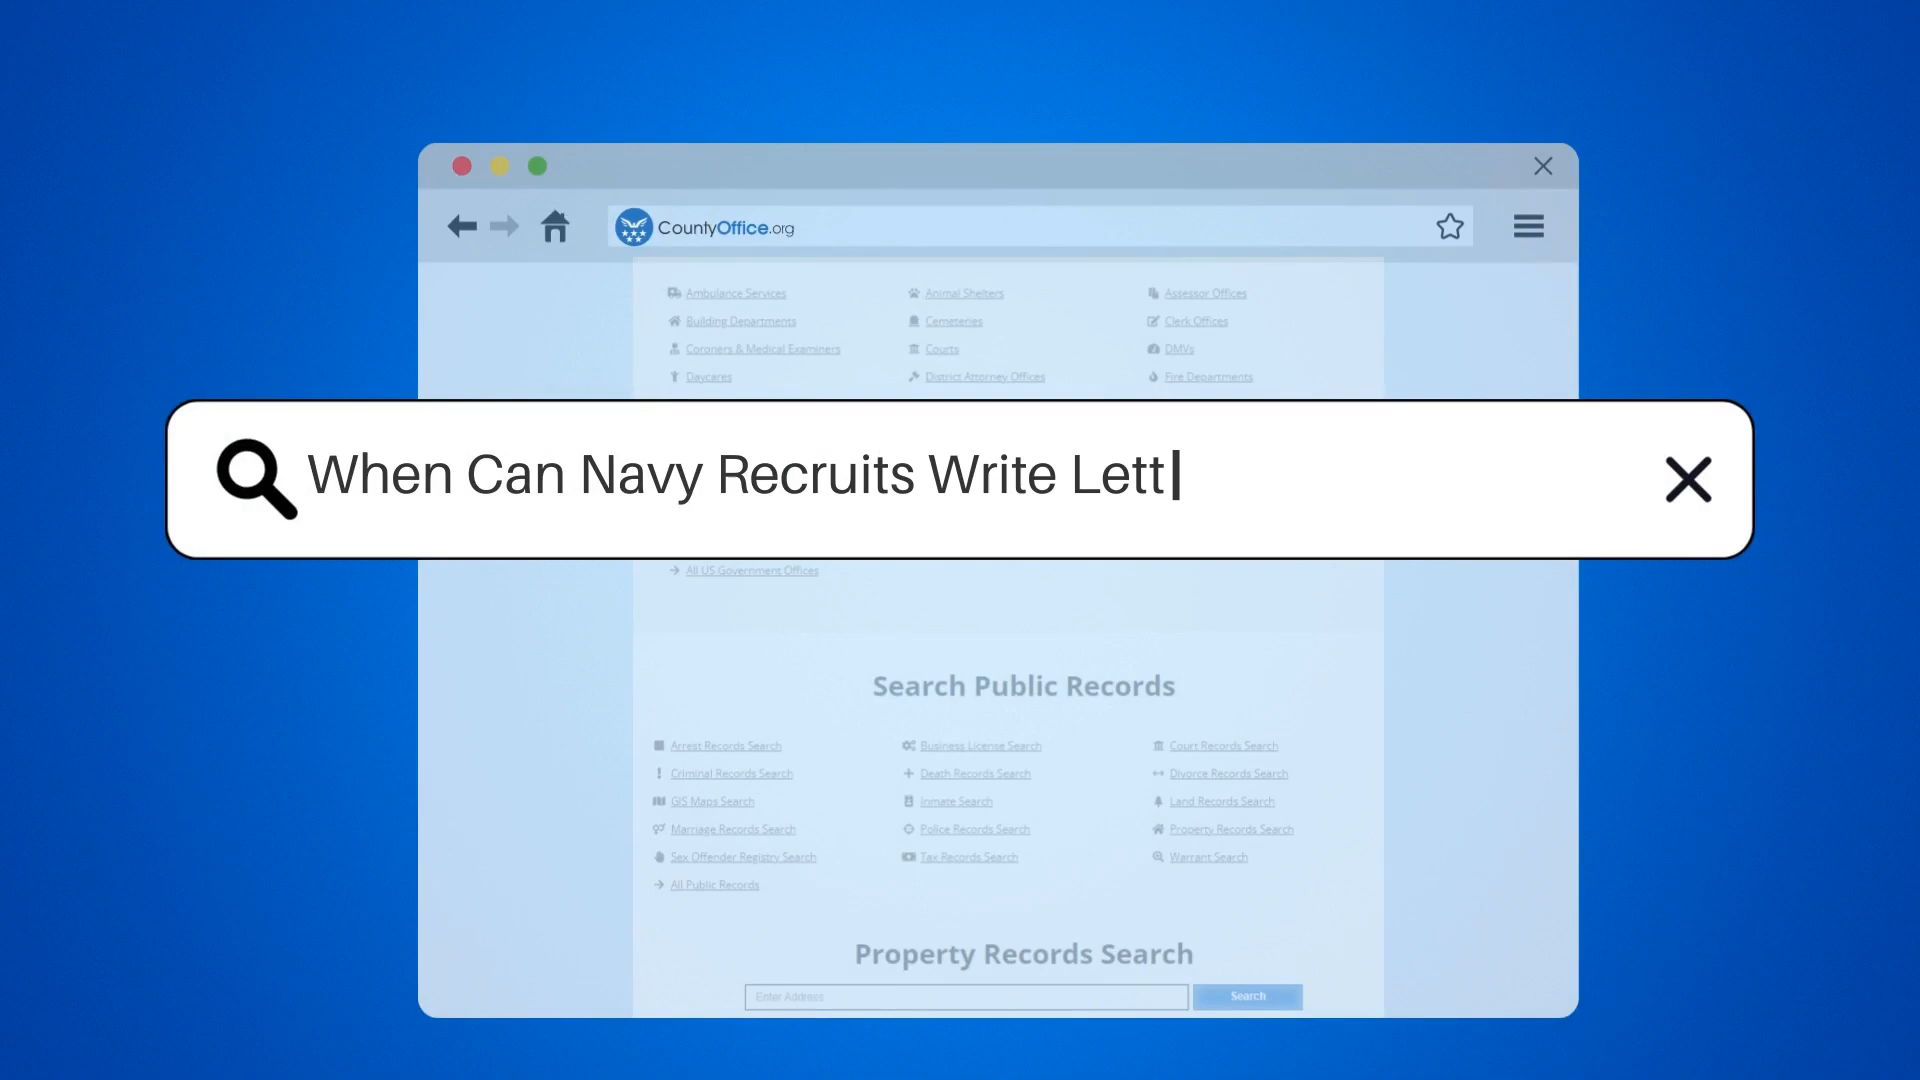 CountyOffice.org
Ambulance Services Animal Shelters Assessor Offices
Building Departments Cemeteries Clerk Offices
Coroners & Medical Examiners Courts DMVs
Daycares District Attorney Offices Fire Departments
When Can Navy Recruits Write Lett
All US Government Offices
Search Public Records
Arrest Records Search Business License Search Court Records Search
Criminal Records Search Death Records Search Divorce Records Search
GIS Maps Search Inmate Search Land Records Search
Marriage Records Search Police Records Search Property Records Search
Sex Offender Registry Search Tax Records Search Warrant Search
All Public Records
Property Records Search
Enter Address Search